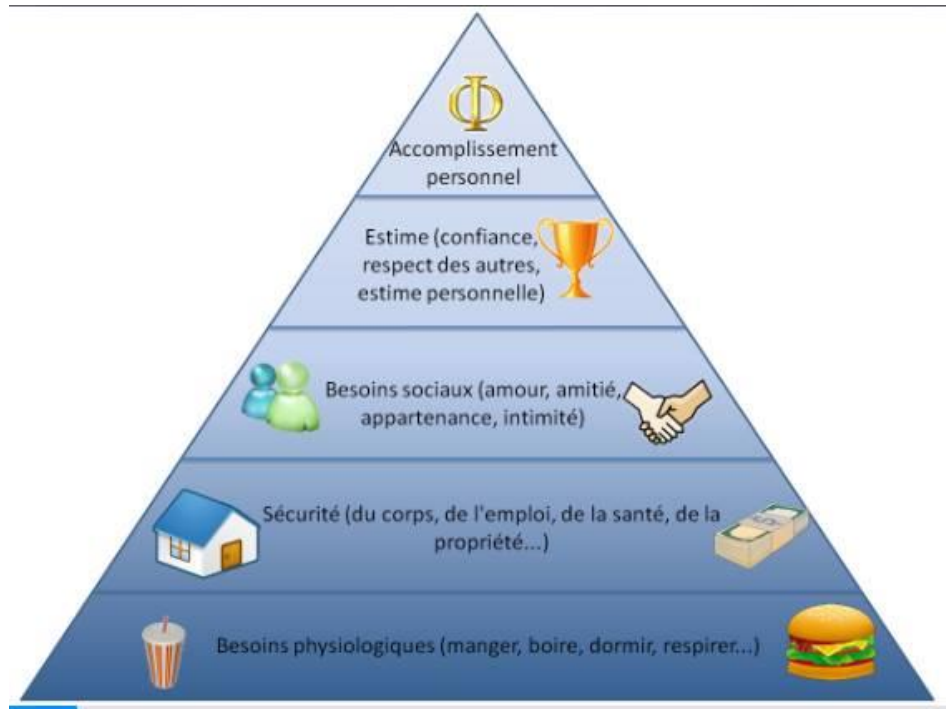 Φ
Accomplissement
personnel
Estime (confiance,
respect des autres,
estime personnelle)
Besoins sociaux (amour, amitié,
appartenance, intimité)
Sécurité (du corps, de l'emploi, de la santé, de la
propriété...)
Besoins physiologiques (manger, boire, dormir, respirer...)